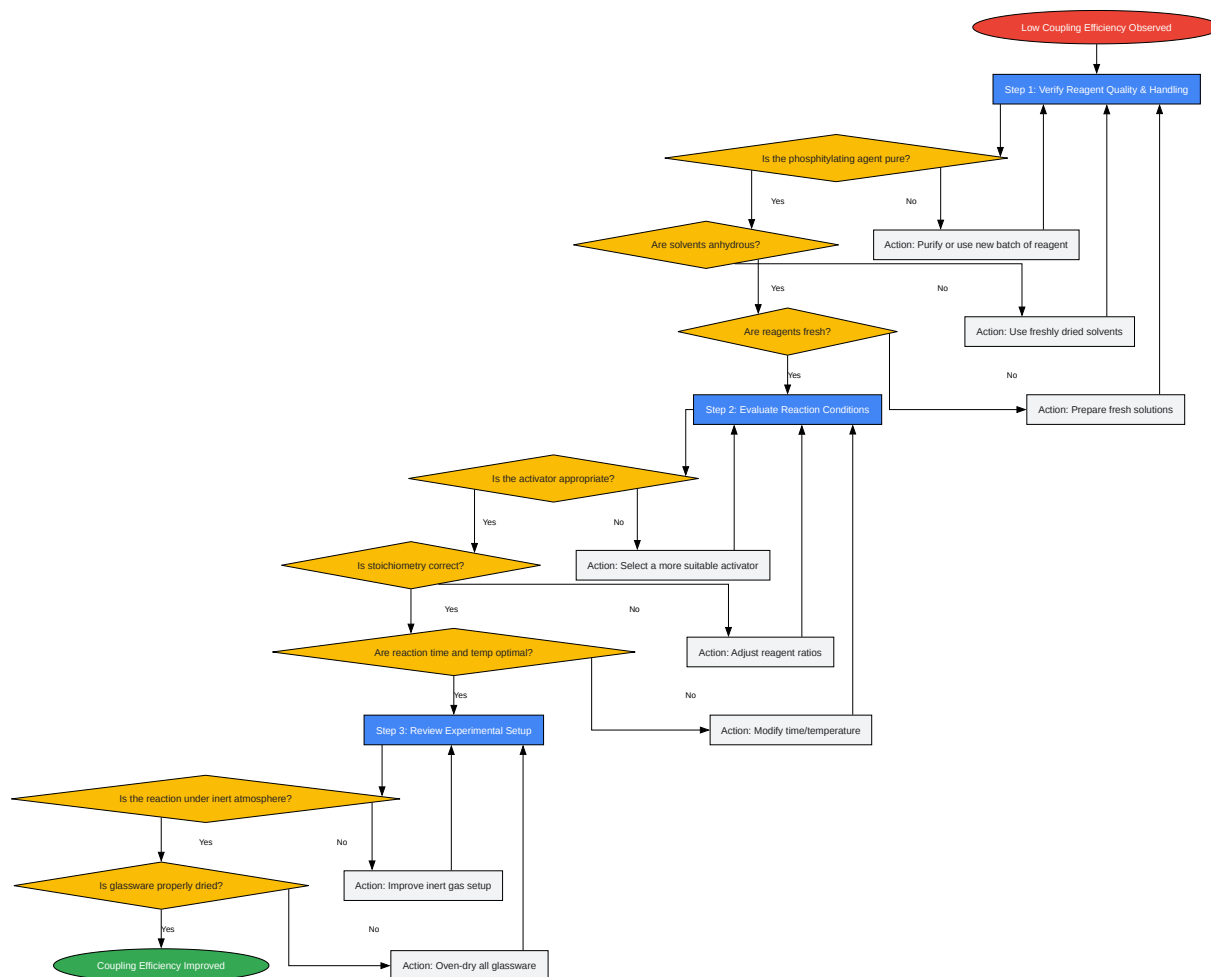 Low Coupling Efficiency Observed
Step 1: Verify Reagent Quality & Handling
Is the phosphitylating agent pure?
Yes
No
Are solvents anhydrous?
Action: Purify or use new batch of reagent
Yes
No
Are reagents fresh?
Action: Use freshly dried solvents
Yes
No
Step 2: Evaluate Reaction Conditions
Action: Prepare fresh solutions
Is the activator appropriate?
Yes
No
Is stoichiometry correct?
Action: Select a more suitable activator
Yes
No
Are reaction time and temp optimal?
Action: Adjust reagent ratios
Yes
No
Step 3: Review Experimental Setup
Action: Modify time/temperature
Is the reaction under inert atmosphere?
Yes
No
Is glassware properly dried?
Action: Improve inert gas setup
Yes
No
Coupling Efficiency Improved
Action: Oven-dry all glassware